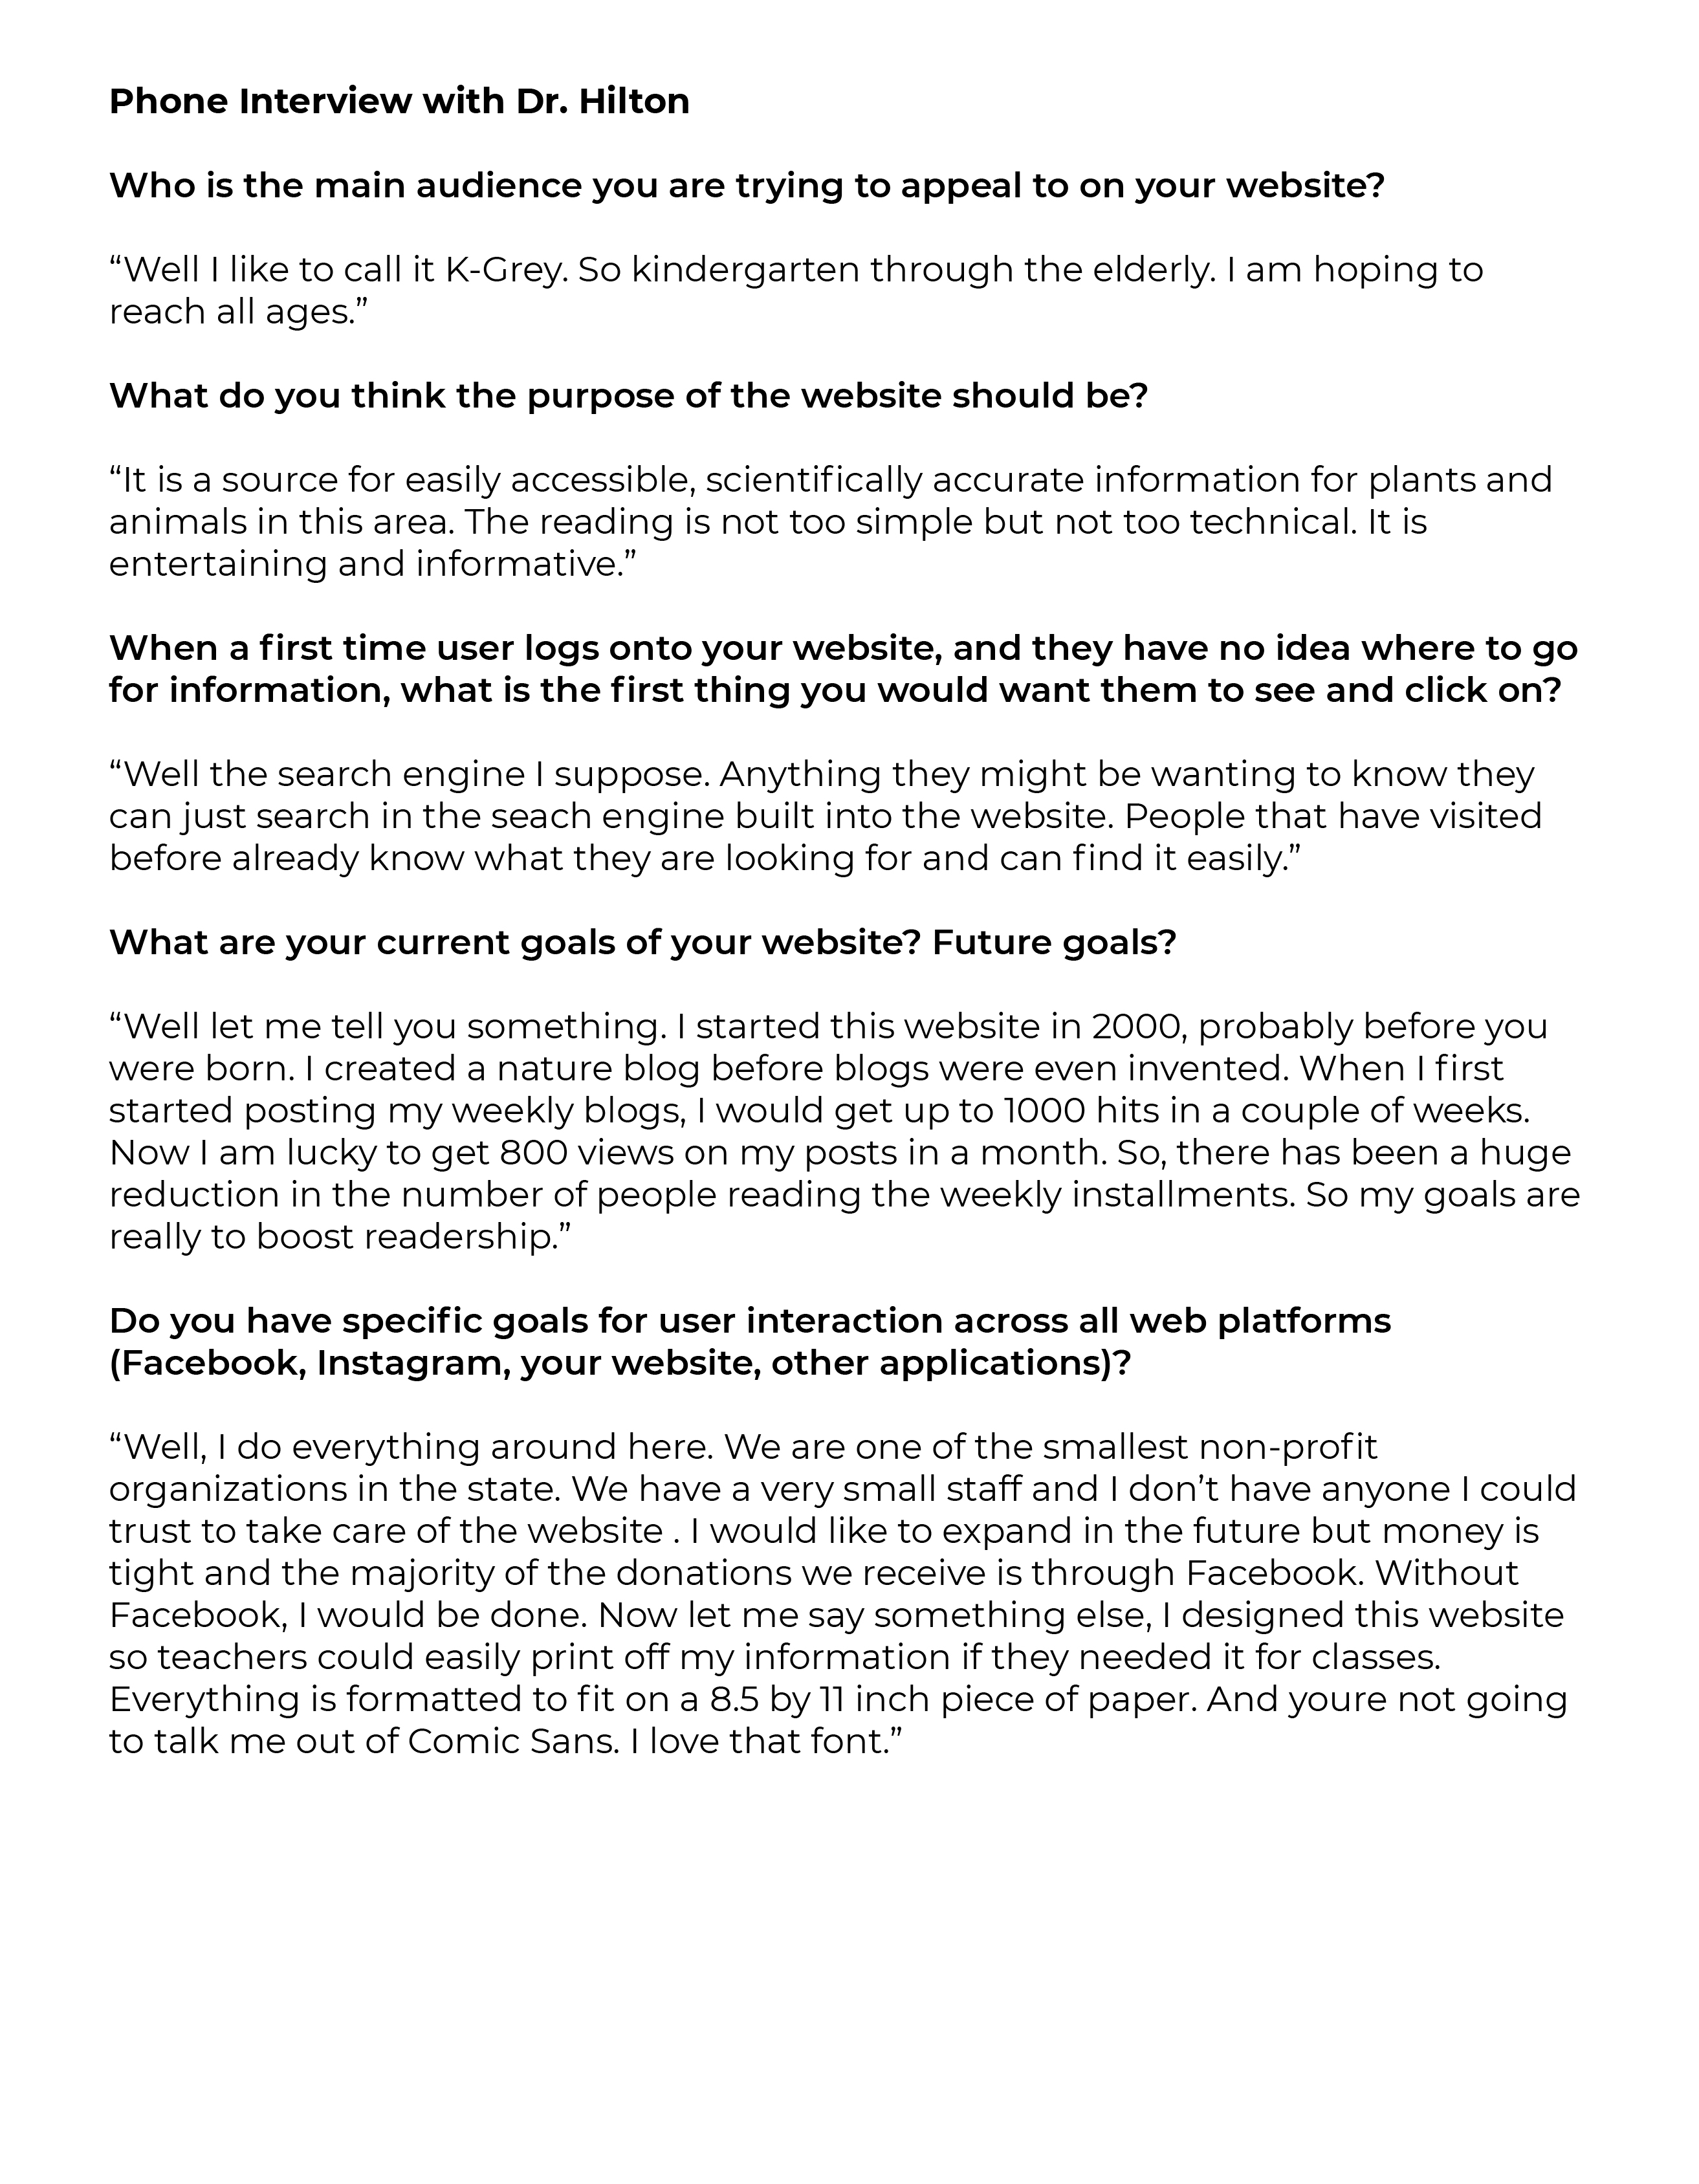 Phone Interview with Dr. Hilton
Who is the main audience you are trying to appeal to on your website?
“Well I like to call it K-Grey. So kindergarten through the elderly. I am hoping to
reach all ages.”
What do you think the purpose of the website should be?
“It is a source for easily accessible, scientifically accurate information for plants and
animals in this area. The reading is not too simple but not too technical. It is
entertaining and informative.”
When a first time user logs onto your website, and they have no idea where to go
for information, what is the first thing you would want them to see and click on?
“Well the search engine I suppose. Anything they might be wanting to know they
can just search in the seach engine built into the website. People that have visited
before already know what they are looking for and can find it easily.”
What are your current goals of your website? Future goals?
“Well let me tell you something. I started this website in 2000, probably before you
were born. I created a nature blog before blogs were even invented. When I first
started posting my weekly blogs, I would get up to 1000 hits in a couple of weeks.
Now I am lucky to get 800 views on my posts in a month. So, there has been a huge
reduction in the number of people reading the weekly installments. So my goals are
really to boost readership.”
Do you have specific goals for user interaction across all web platforms
(Facebook, Instagram, your website, other applications)?
“Well, I do everything around here. We are one of the smallest non-profit
organizations in the state. We have a very small staff and I don’t have anyone I could
trust to take care of the website . I would like to expand in the future but money is
tight and the majority of the donations we receive is through Facebook. Without
Facebook, I would be done. Now let me say something else, I designed this website
so teachers could easily print off my information if they needed it for classes.
Everything is formatted to fit on a 8.5 by 11 inch piece of paper. And youre not going
to talk me out of Comic Sans. I love that font.”